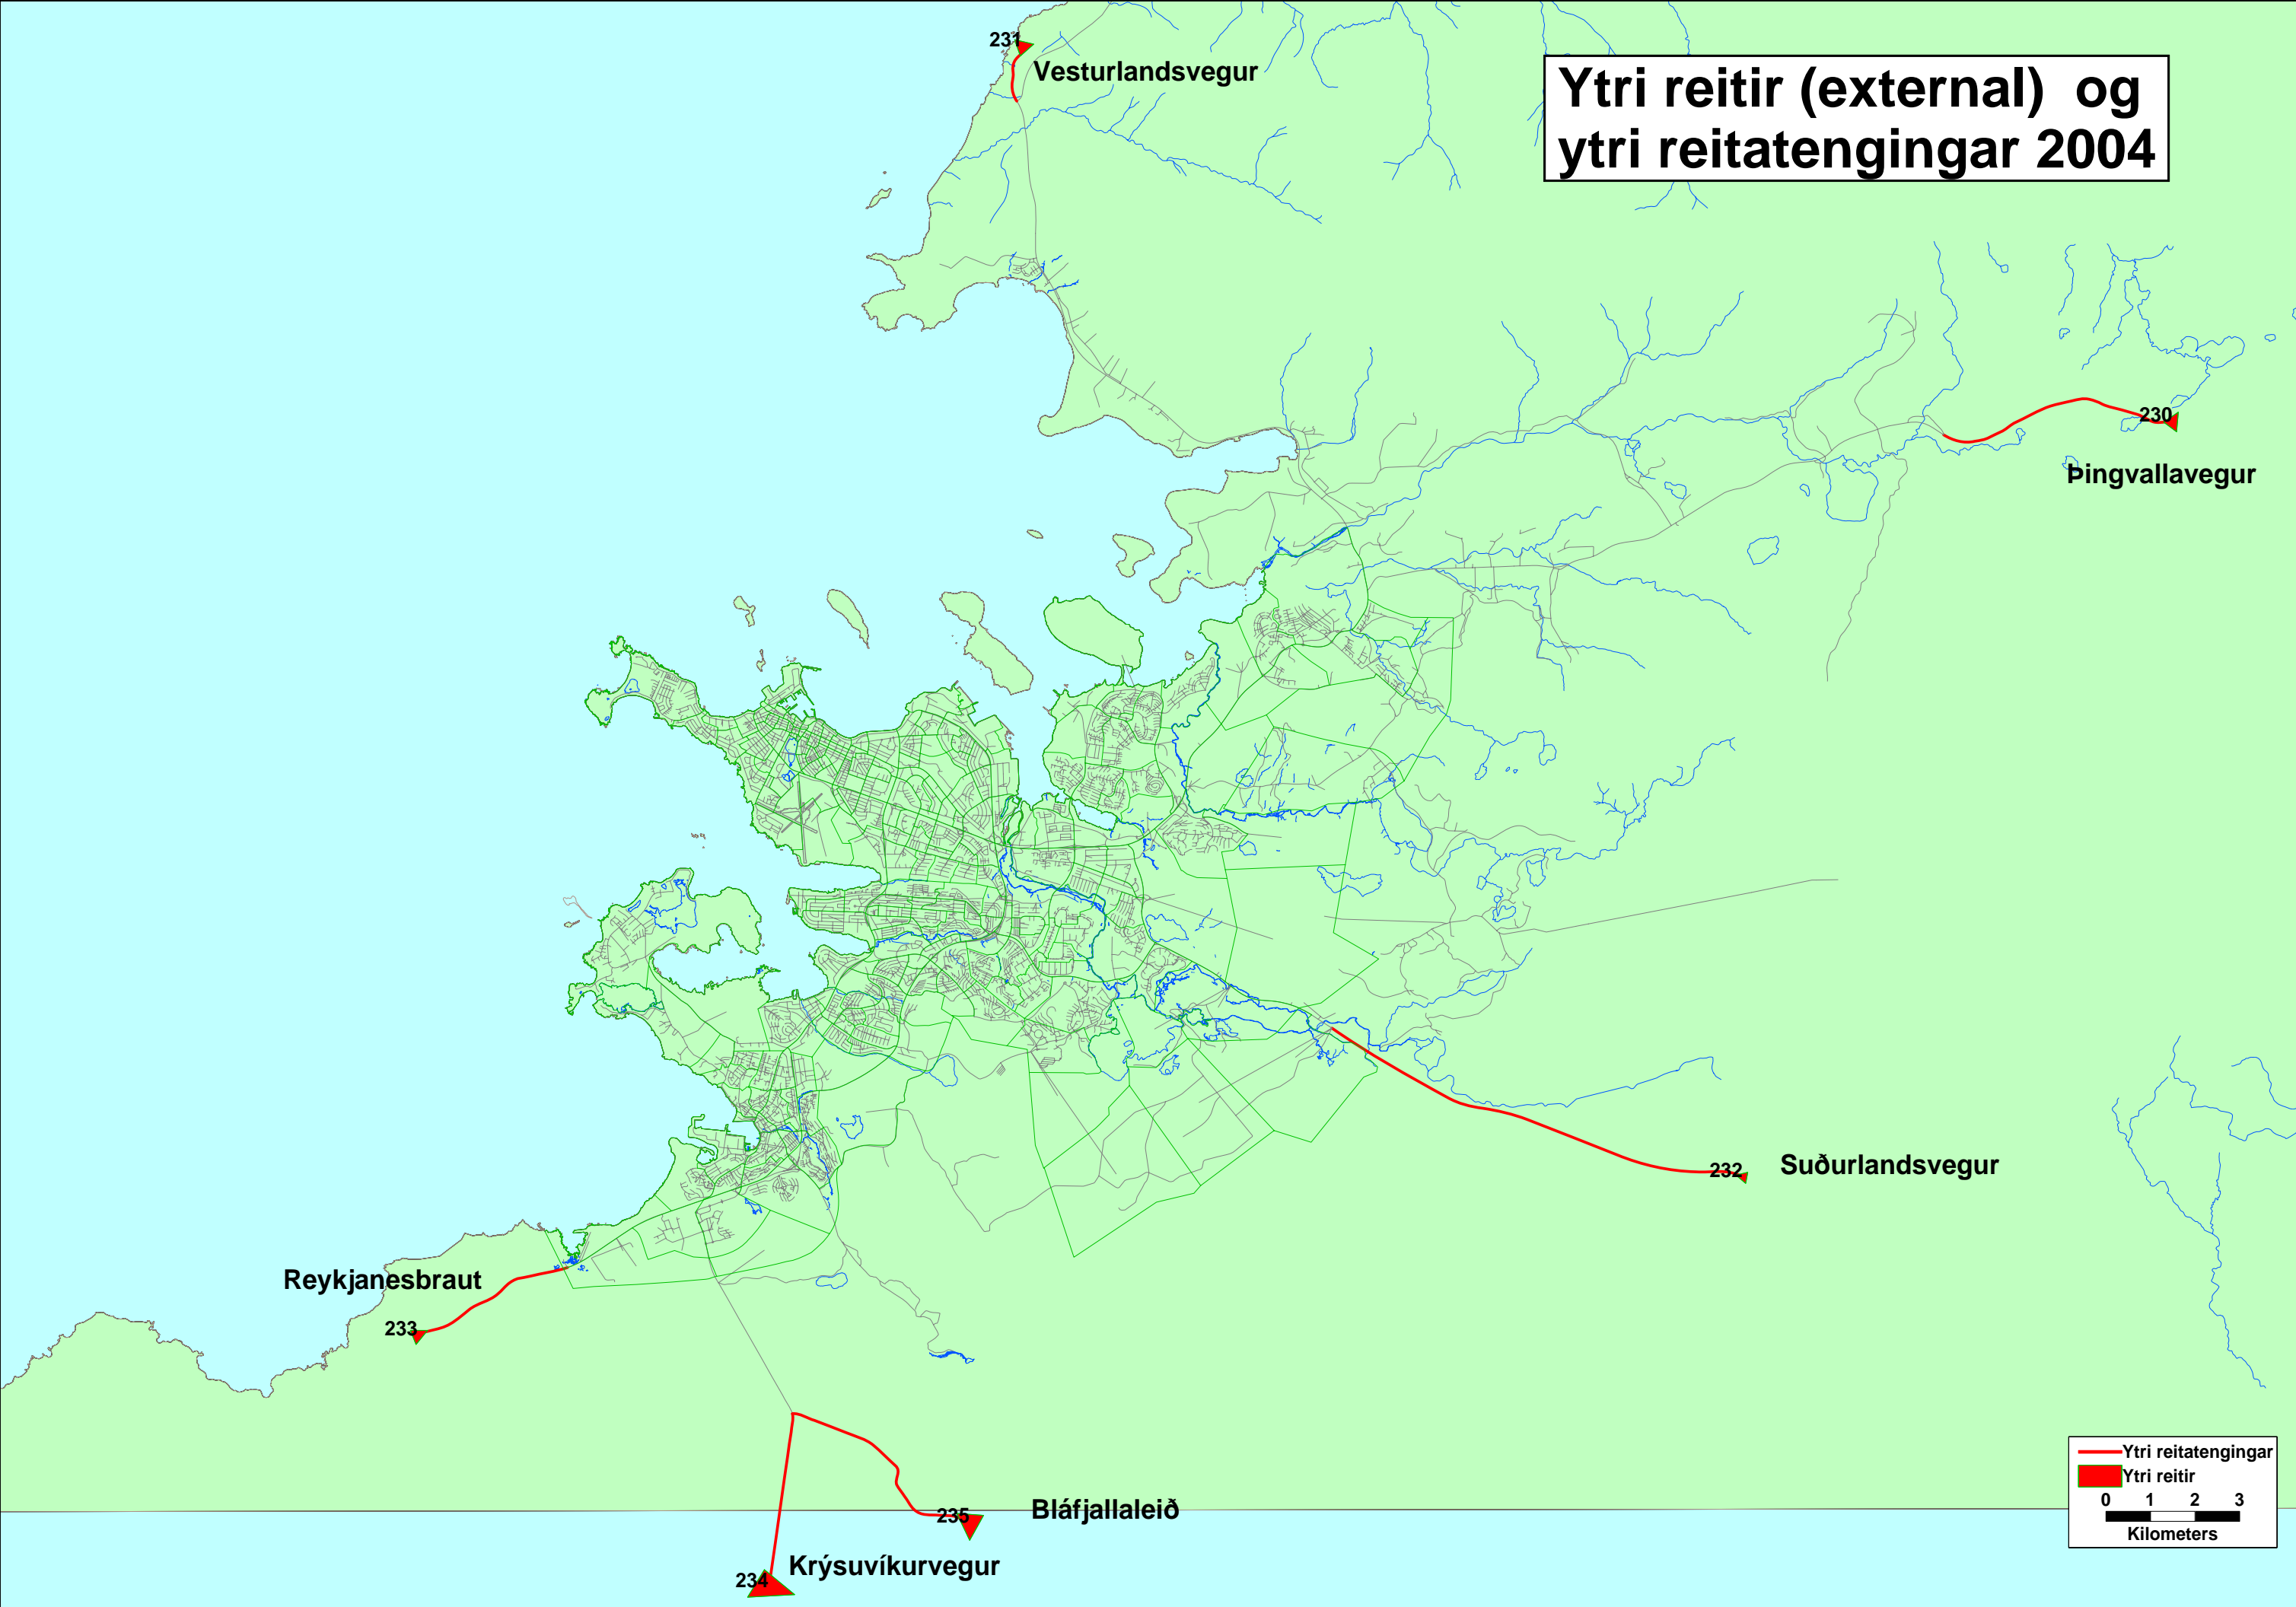 231
Vesturlandsvegur
Ytri reitir (external) og
ytri reitatengingar 2004
230
Þingvallavegur
232
Suðurlandsvegur
Reykjanesbraut
233
Ytri reitatengingar
Ytri reitir
0 1 2 3
Kilometers
235
Bláfjallaleið
234
Krýsuvíkurvegur